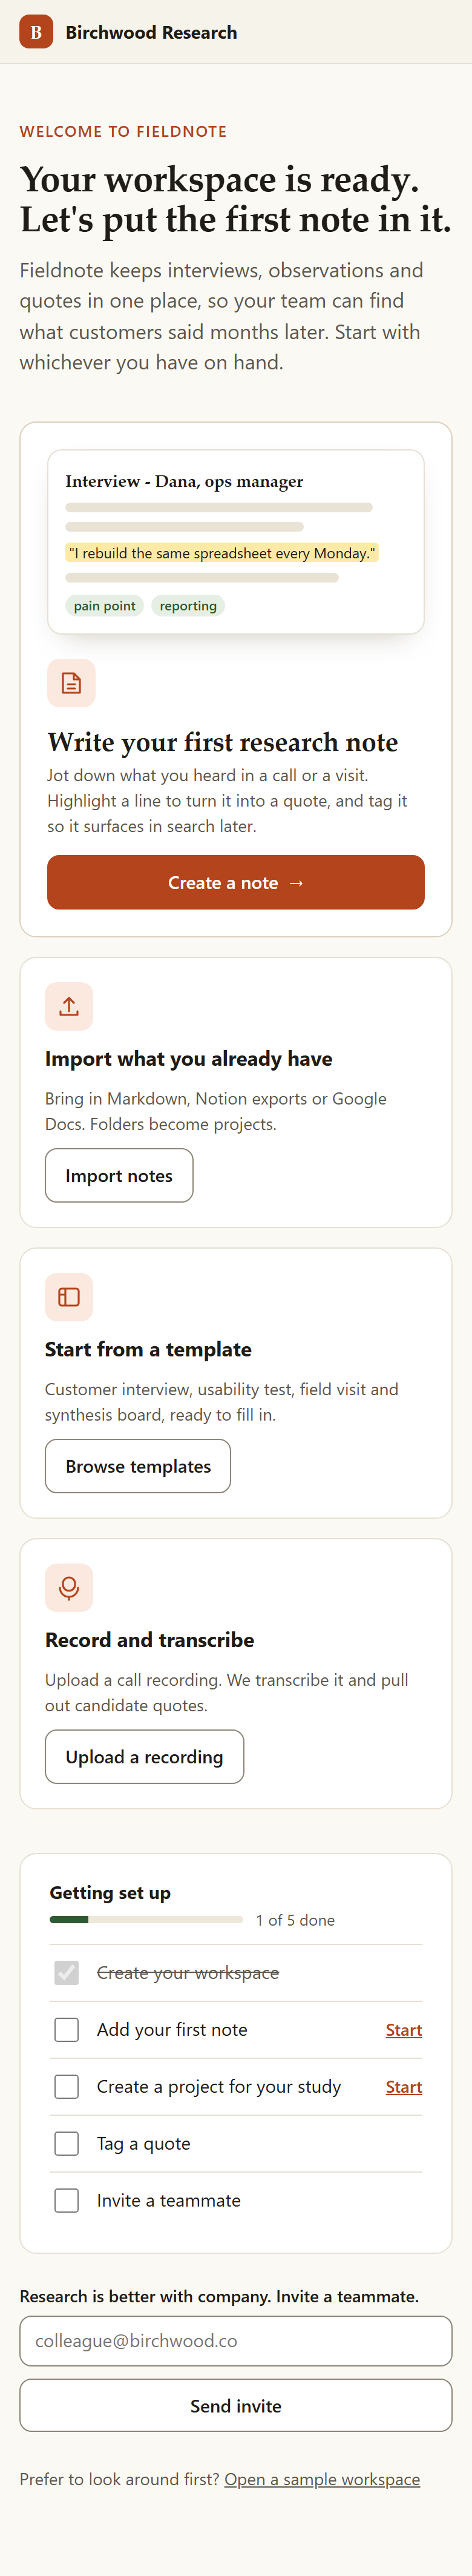 B Birchwood Research
WELCOME TO FIELDNOTE
Your workspace is ready.
Let's put the first note in it.
Fieldnote keeps interviews, observations and
quotes in one place, so your team can find
what customers said months later. Start with
whichever you have on hand.
Interview - Dana, ops manager
"I rebuild the same spreadsheet every Monday."
pain point reporting
Write your first research note
Jot down what you heard in a call or a visit.
Highlight a line to turn it into a quote, and tag it
so it surfaces in search later.
Create a note →
Import what you already have
Bring in Markdown, Notion exports or Google
Docs. Folders become projects.
Import notes
Start from a template
Customer interview, usability test, field visit and
synthesis board, ready to fill in.
Browse templates
Record and transcribe
Upload a call recording. We transcribe it and pull
out candidate quotes.
Upload a recording
Getting set up
1 of 5 done
Create your workspace
Add your first note Start
Create a project for your study Start
Tag a quote
Invite a teammate
Research is better with company. Invite a teammate.
colleague@birchwood.co
Send invite
Prefer to look around first? Open a sample workspace